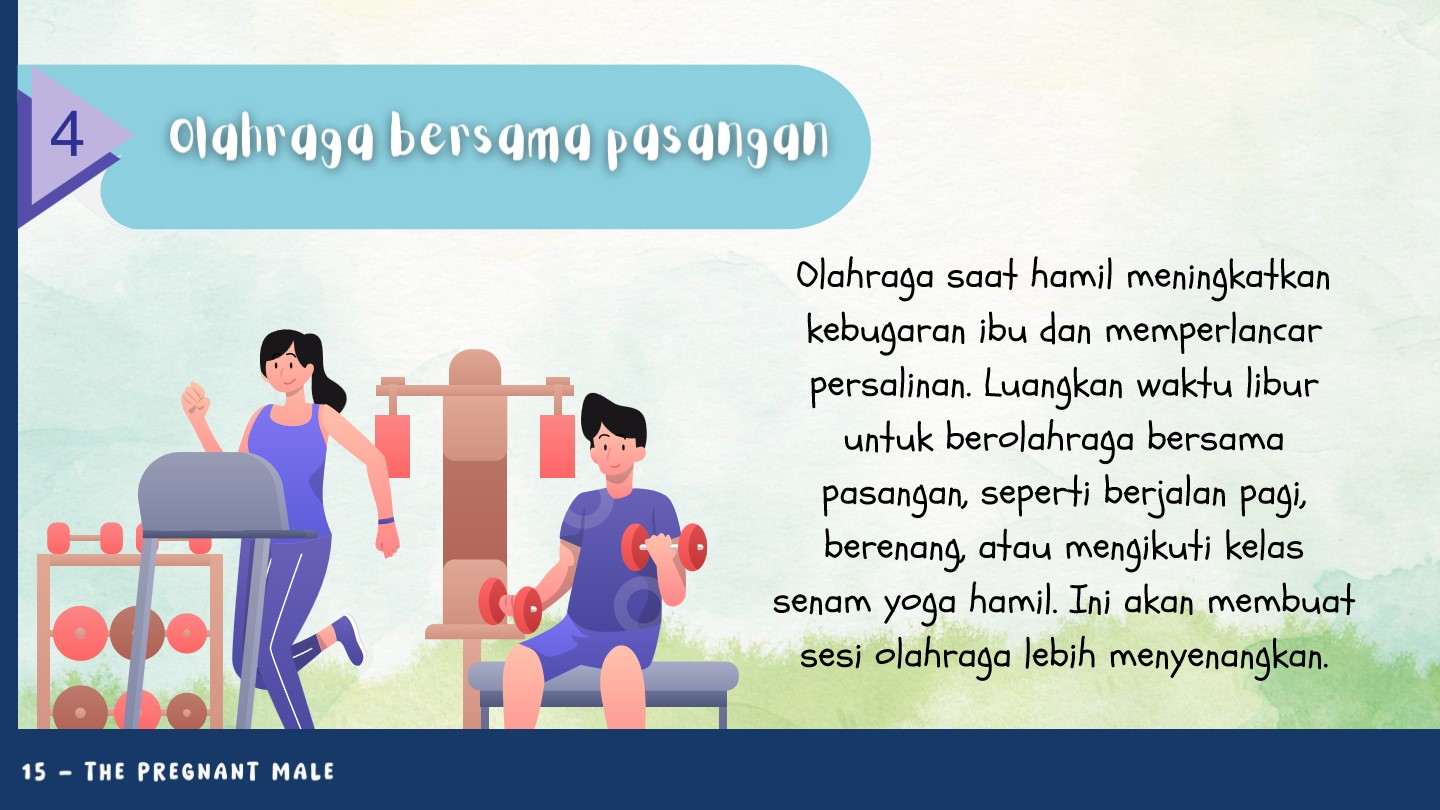 4
Olahraga bersama pasangan
Olahraga saat hamil meningkatkan
kebugaran ibu dan memperlancar
persalinan. Luangkan waktu libur
untuk berolahraga bersama
pasangan, seperti berjalan pagi,
berenang, atau mengikuti kelas
senam yoga hamil. Ini akan membuat
sesi olahraga lebih menyenangkan.
15 - THE PREGNANT MALE